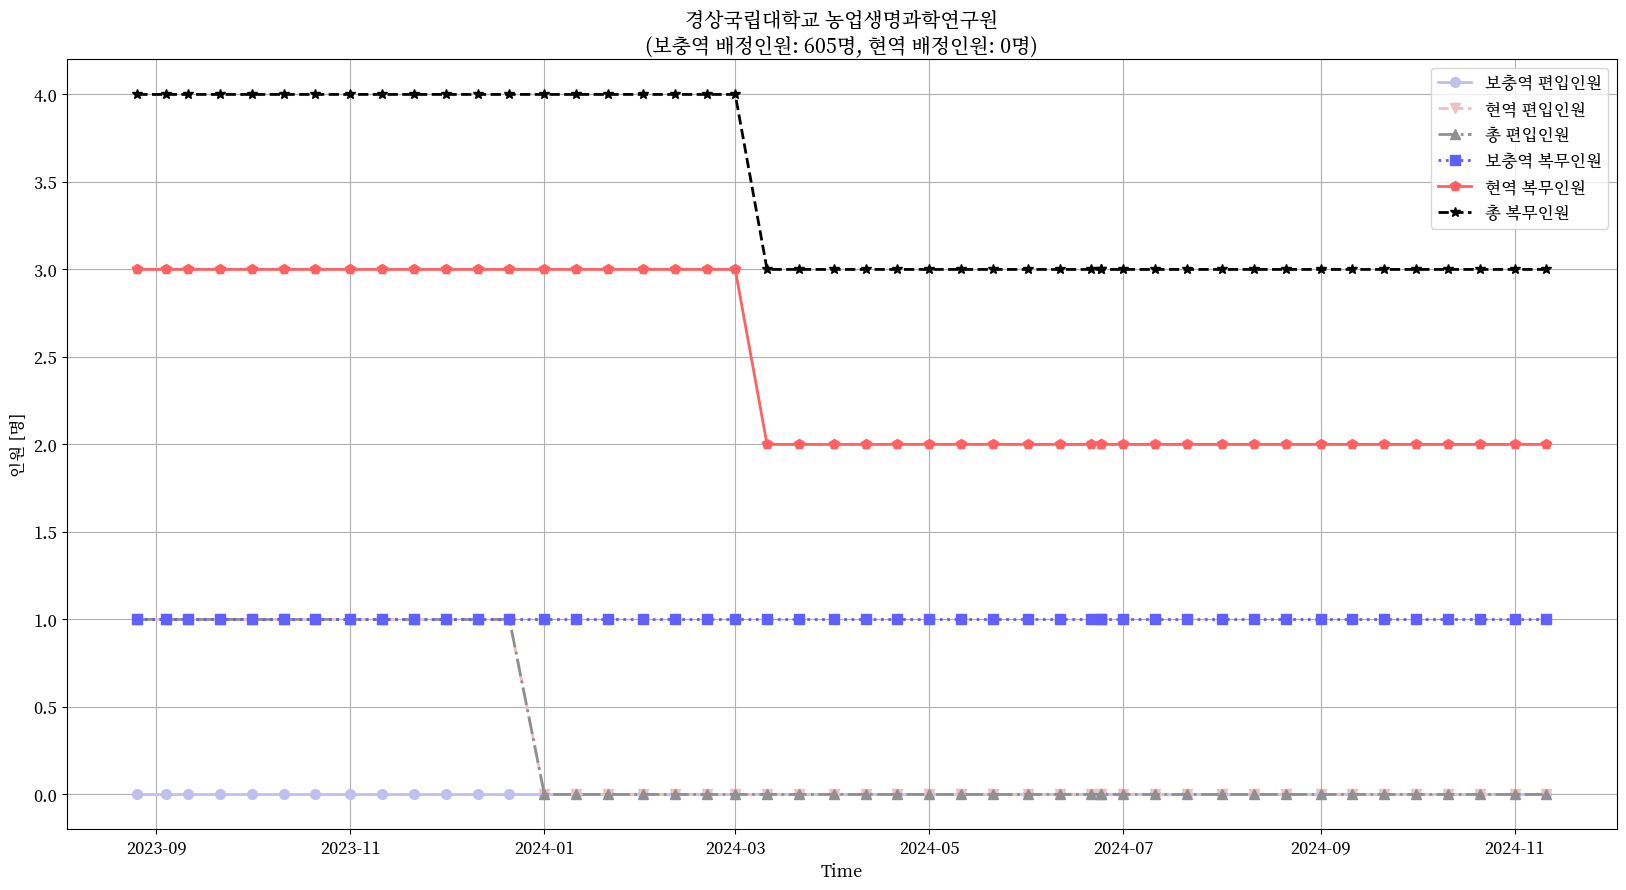 경상국립대학교 농업생명과학연구원
(보충역 배정인원: 605명, 현역 배정인원: 0명)
보충역 편입인원
현역 편입인원
총 편입인원
보충역 복무인원
현역 복무인원
총 복무인원
인원 [명]
4.0
3.5
3.0
2.5
2.0
1.5
1.0
0.5
0.0
2023-09
2023-11
2024-01
2024-03
2024-05
2024-07
2024-09
2024-11
Time